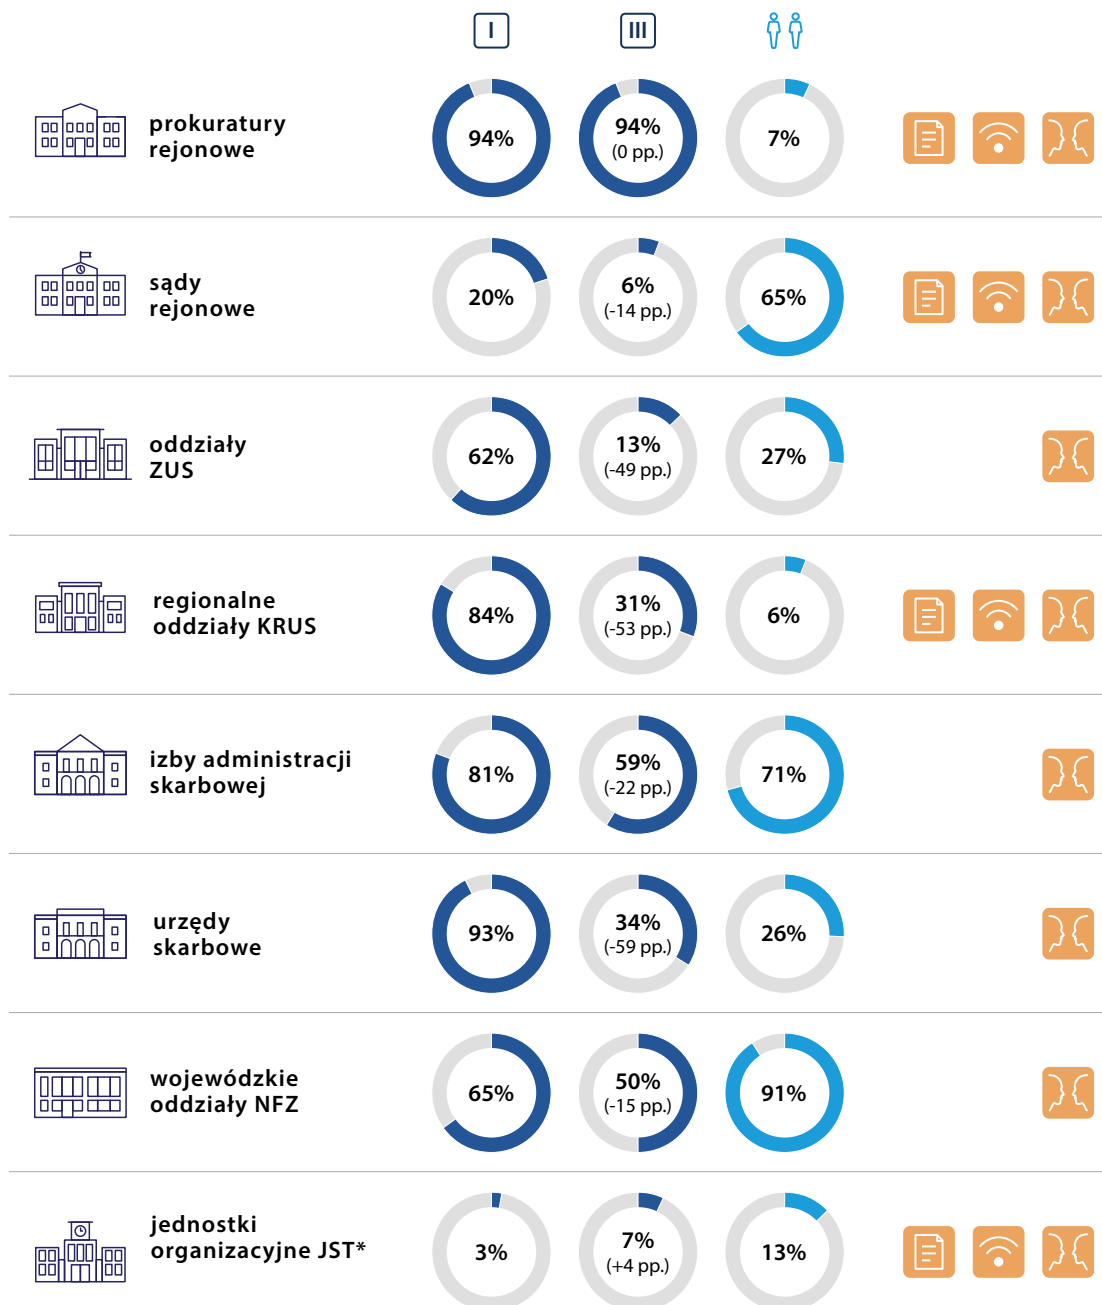 I
III
prokuratury
rejonowe
94%
94%
(0 pp.)
7%
sądy
rejonowe
20%
6%
(-14 pp.)
65%
oddziały
ZUS
62%
13%
(-49 pp.)
27%
regionalne
oddziały KRUS
84%
31%
(-53 pp.)
6%
izby administracji
skarbowej
81%
59%
(-22 pp.)
71%
urzędy
skarbowe
93%
34%
(-59 pp.)
26%
wojewódzkie
oddziały NFZ
65%
50%
(-15 pp.)
91%
jednostki
organizacyjne JST*
3%
7%
(+4 pp.)
13%